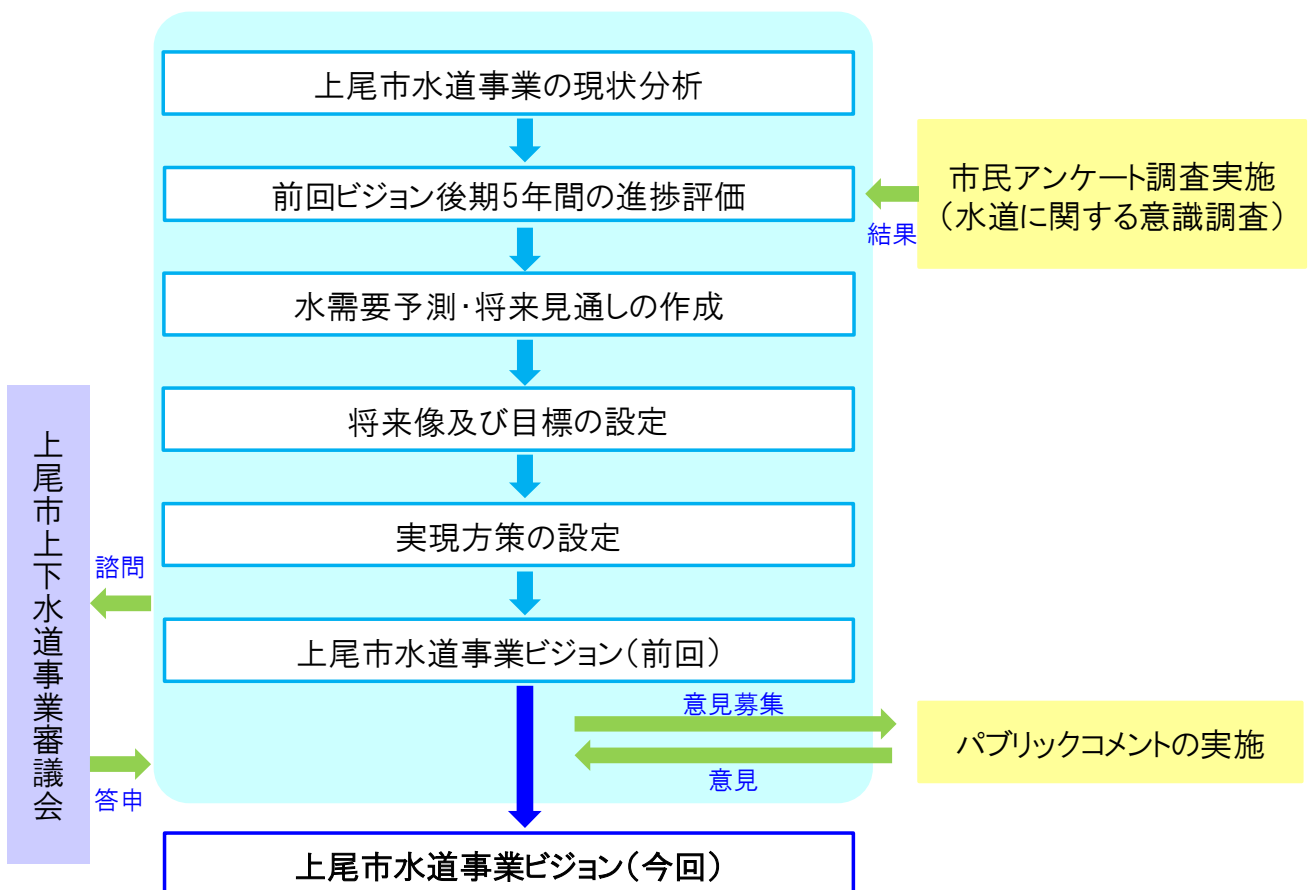 上尾市水道事業の現状分析
前回ビジョン後期5年間の進捗評価
市民アンケート調査実施
（水道に関する意識調査）
結果
水需要予測・将来見通しの作成
将来像及び目標の設定
実現方策の設定
上尾市上下水道事業審議会
諮問
答申
上尾市水道事業ビジョン（前回）
意見募集
意見
パブリックコメントの実施
上尾市水道事業ビジョン（今回）